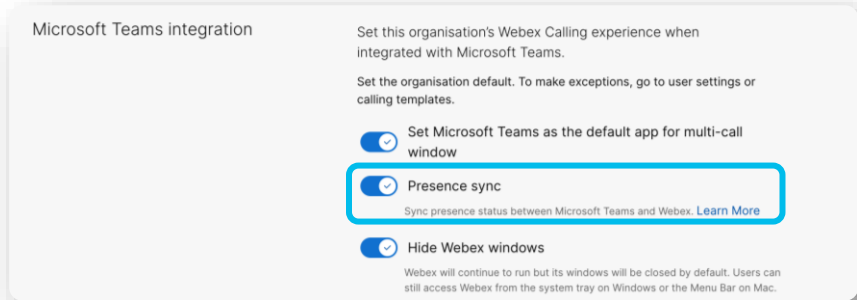 Microsoft Teams integration
Set this organisation's Webex Calling experience when
integrated with Microsoft Teams.
Set the organisation default. To make exceptions, go to user settings or
calling templates.
Set Microsoft Teams as the default app for multi-call
window
Presence sync
Sync presence status between Microsoft Teams and Webex. Learn More
Hide Webex windows
Webex will continue to run but its windows will be closed by default. Users can
still access Webex from the system tray on Windows or the Menu Bar on Mac.